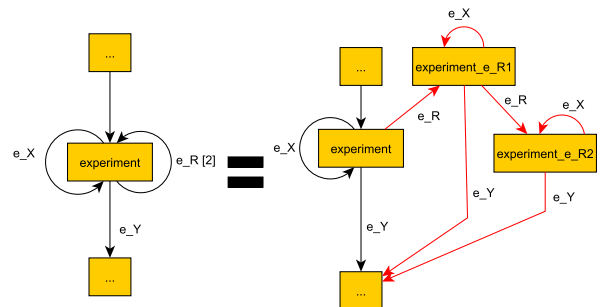 ...
experiment
e_X
e_R [2]
e_Y
...
...
experiment
e_X
e_R
e_Y
...
e_X
experiment_e_R1
e_R
e_Y
e_X
experiment_e_R2
e_Y